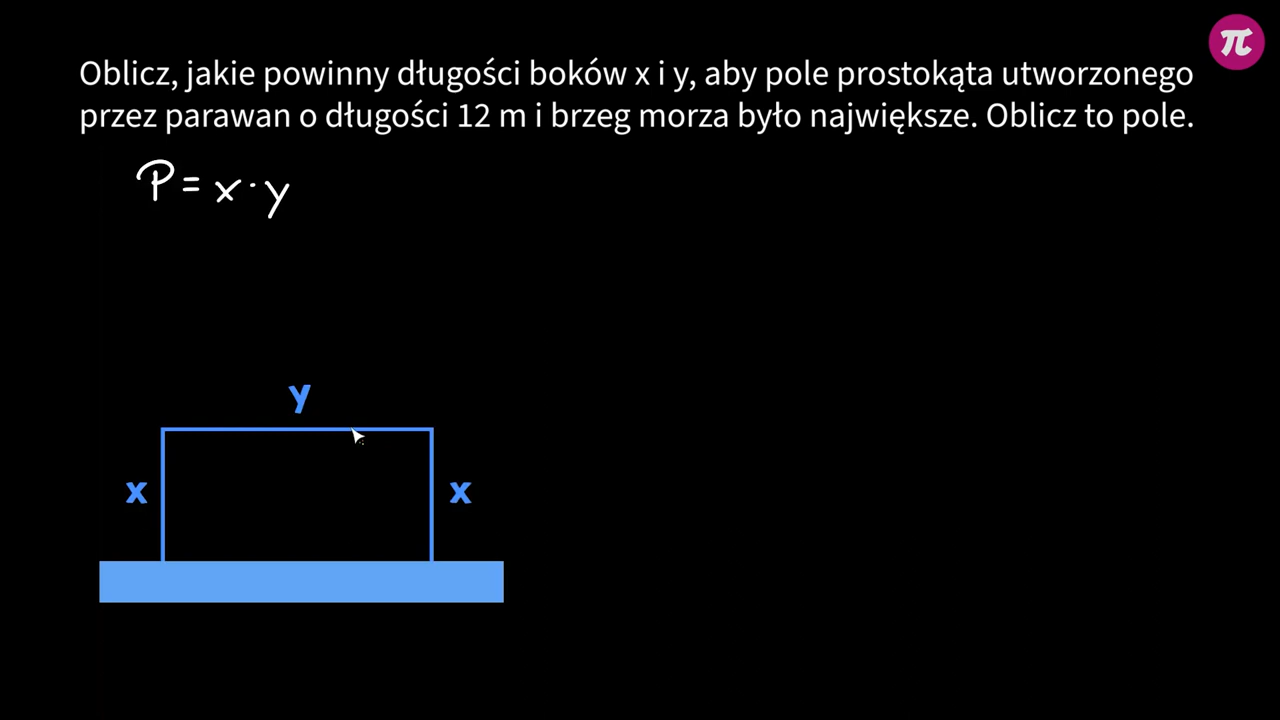 π
Oblicz, jakie powinny długości boków x i y, aby pole prostokąta utworzonego
przez parawan o długości 12 m i brzeg morza było największe. Oblicz to pole.
P = x · y
y
x x